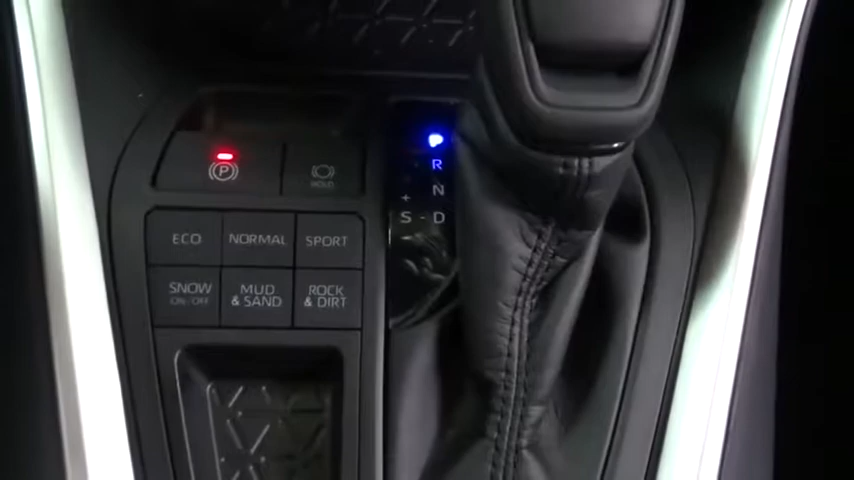 P
HOLD
R
N
+
S - D
ECO
NORMAL
SPORT
SNOW
ON/OFF
MUD
& SAND
ROCK
& DIRT